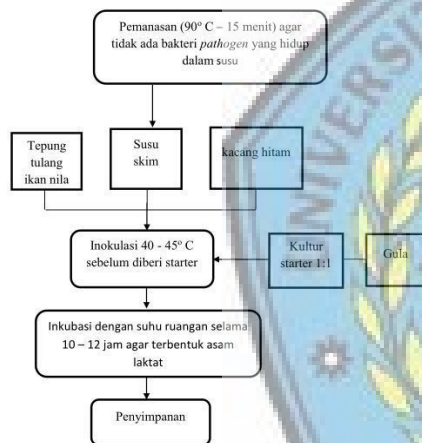 Pemanasan (90º C – 15 menit) agar
tidak ada bakteri pathogen yang hidup
dalam susu
Tepung
tulang
ikan nila
Susu
skim
kacang hitam
Inokulasi 40 - 45º C
sebelum diberi starter
Kultur
starter 1:1
Gula
Inkubasi dengan suhu ruangan selama
10 – 12 jam agar terbentuk asam
laktat
Penyimpanan
UNIVERSI